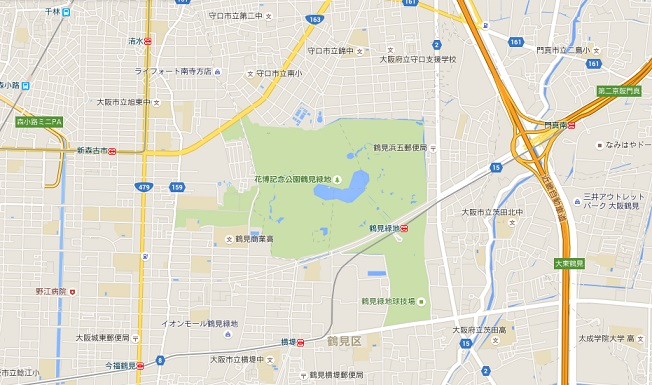 千林
守口市立第二中
163
161
清水
守口市立錦中
大阪府立守口支援学校
2
161
門真市立二島小
ライフォート南寺方店
守口市立南小
161
森小路
第二京阪門真
大阪市立旭東中
森小路ミニPA
門真南
なみはやドー
新森古市
鶴見浜五郵便局
15
花博記念公園鶴見緑地
479
159
近畿自動車道
三井アウトレット
パーク 大阪鶴見
大阪市立茨田北中
鶴見緑地
鶴見商業高
大東鶴見
野江病院
鶴見緑地球技場
イオンモール鶴見緑地
大阪城東郵便局
横堤
鶴見区
大阪府立茨田高
15
太成学院大学 高
8
今福鶴見
大阪市立横堤中
2
市立鯰江小
鶴見横堤郵便局